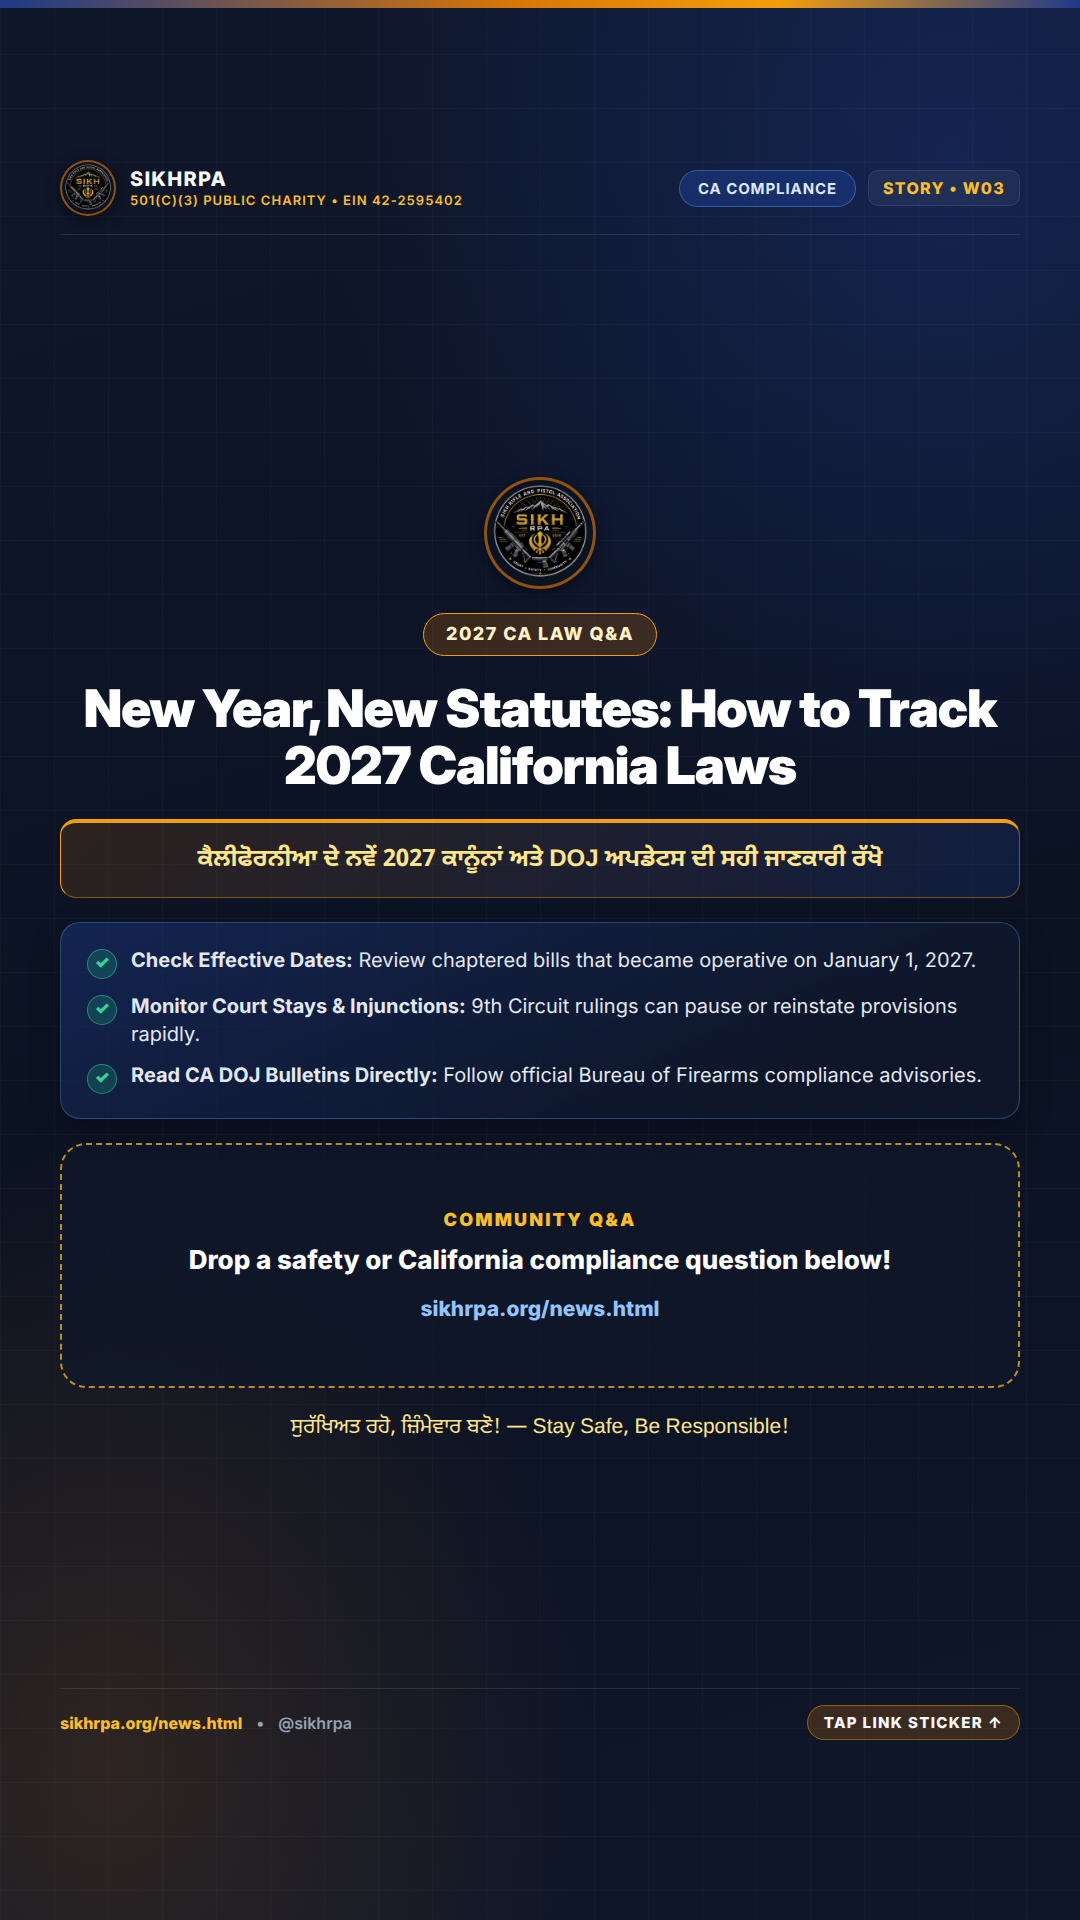 SIKHRPA
501(C)(3) PUBLIC CHARITY • EIN 42-2595402
CA COMPLIANCE
STORY • W03
SIKH RIFLE AND PISTOL ASSOCIATION
SIKH
RPA
2027 CA LAW Q&A
New Year, New Statutes: How to Track
2027 California Laws
ਕੈਲੀਫੋਰਨੀਆ ਦੇ ਨਵੇਂ 2027 ਕਾਨੂੰਨਾਂ ਅਤੇ DOJ ਅਪਡੇਟਸ ਦੀ ਸਹੀ ਜਾਣਕਾਰੀ ਰੱਖੋ
Check Effective Dates: Review chaptered bills that became operative on January 1, 2027.
Monitor Court Stays & Injunctions: 9th Circuit rulings can pause or reinstate provisions
rapidly.
Read CA DOJ Bulletins Directly: Follow official Bureau of Firearms compliance advisories.
COMMUNITY Q&A
Drop a safety or California compliance question below!
sikhrpa.org/news.html
ਸੁਰੱਖਿਅਤ ਰਹੋ, ਜ਼ਿੰਮੇਵਾਰ ਬਣੋ! — Stay Safe, Be Responsible!
sikhrpa.org/news.html • @sikhrpa
TAP LINK STICKER ↑